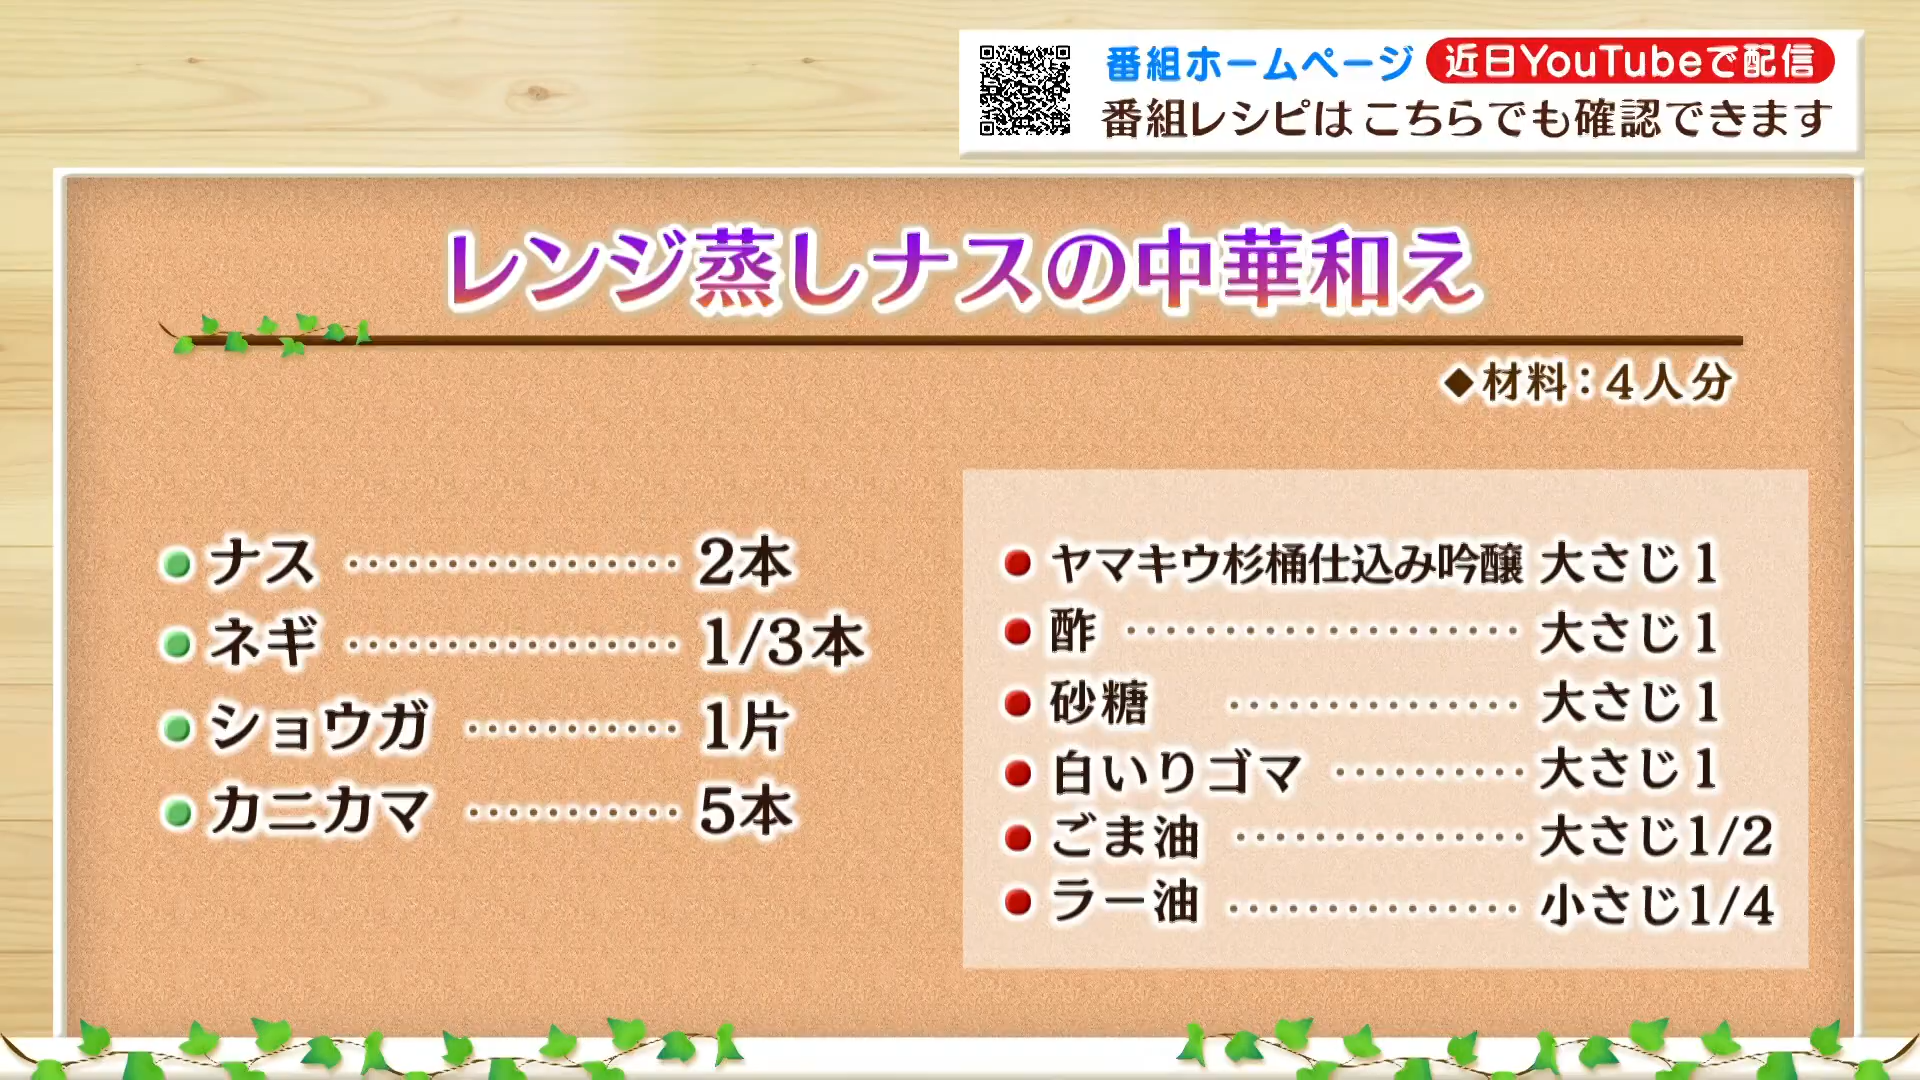 番組ホームページ 近日YouTubeで配信
番組レシピは こちらでも確認できます
レンジ蒸しナスの中華和え
◆材料：4人分
ナス ……………… 2本
ネギ ……………… 1/3本
ショウガ ………… 1片
カニカマ ………… 5本
ヤマキウ杉桶仕込み吟醸 大さじ1
酢 ………………… 大さじ1
砂糖 …………… 大さじ1
白いりゴマ ……… 大さじ1
ごま油 …………… 大さじ1/2
ラー油 …………… 小さじ1/4